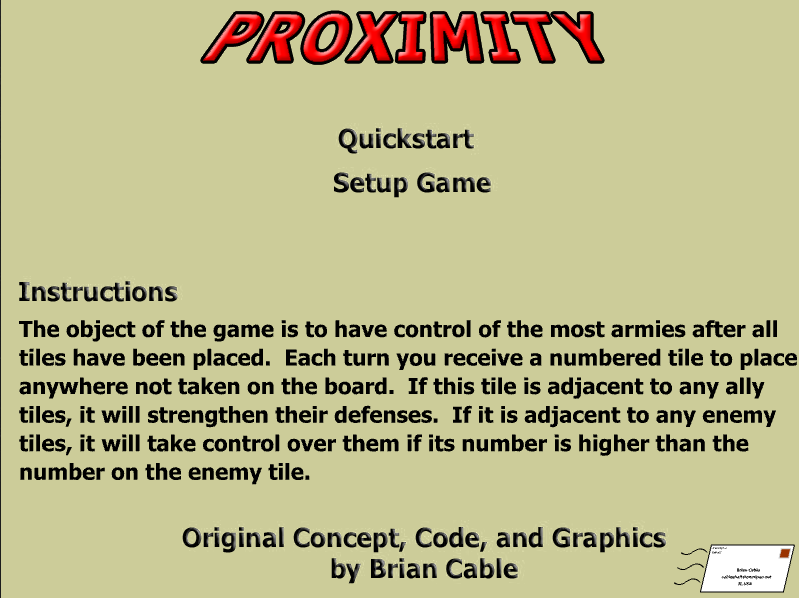 PROXIMITY
Quickstart
Setup Game
Instructions
The object of the game is to have control of the most armies after all
tiles have been placed.  Each turn you receive a numbered tile to place
anywhere not taken on the board.  If this tile is adjacent to any ally
tiles, it will strengthen their defenses.  If it is adjacent to any enemy
tiles, it will take control over them if its number is higher than the
number on the enemy tile.
Original Concept, Code, and Graphics
by Brian Cable
Brian Cable
IL, USA